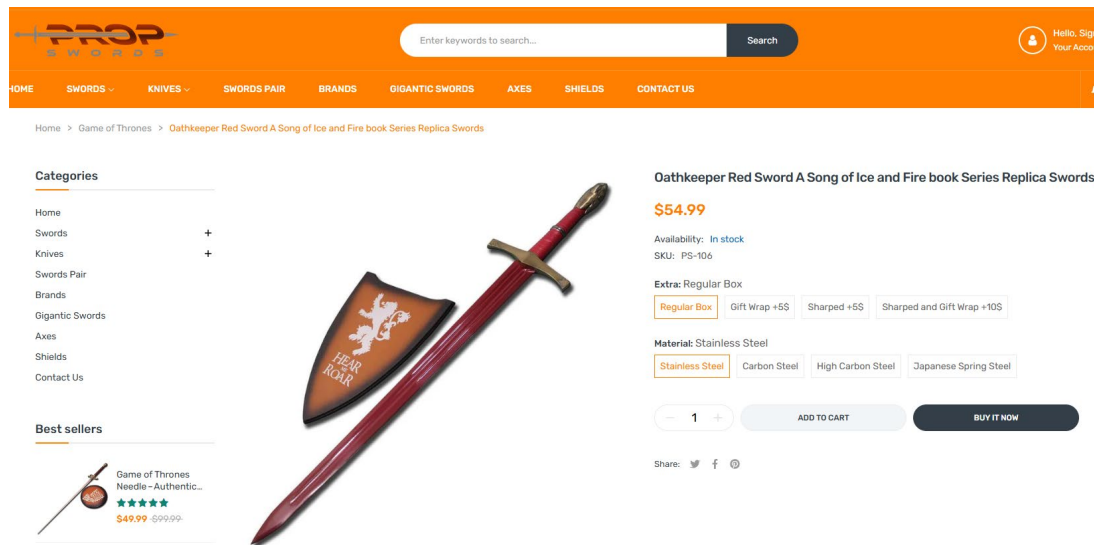 PROP
SWORDS
Enter keywords to search...
Search
Hello, Sig
Your Acco
HOME
SWORDS
KNIVES
SWORDS PAIR
BRANDS
GIGANTIC SWORDS
AXES
SHIELDS
CONTACT US
Home > Game of Thrones > Oathkeeper Red Sword A Song of Ice and Fire book Series Replica Swords
Categories
Home
Swords +
Knives +
Swords Pair
Brands
Gigantic Swords
Axes
Shields
Contact Us
Best sellers
Game of Thrones
Needle – Authentic...
$49.99 $99.99
HEAR
ME
ROAR
Oathkeeper Red Sword A Song of Ice and Fire book Series Replica Swords
$54.99
Availability: In stock
SKU: PS-106
Extra: Regular Box
Regular Box
Gift Wrap +5$
Sharped +5$
Sharped and Gift Wrap +10$
Material: Stainless Steel
Stainless Steel
Carbon Steel
High Carbon Steel
Japanese Spring Steel
− 1 +
ADD TO CART
BUY IT NOW
Share: